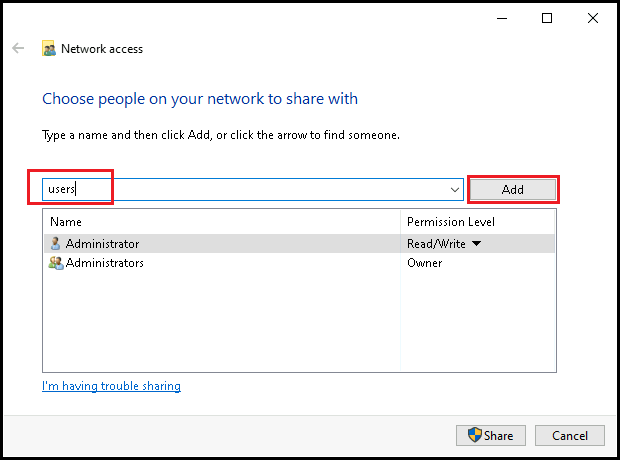 Network access
Choose people on your network to share with
Type a name and then click Add, or click the arrow to find someone.
users
Add
Name Permission Level
Administrator Read/Write
Administrators Owner
I'm having trouble sharing
Share Cancel